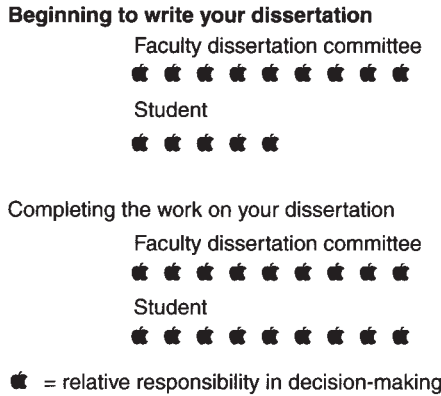 Beginning to write your dissertation
Faculty dissertation committee
Student
Completing the work on your dissertation
Faculty dissertation committee
Student
= relative responsibility in decision-making